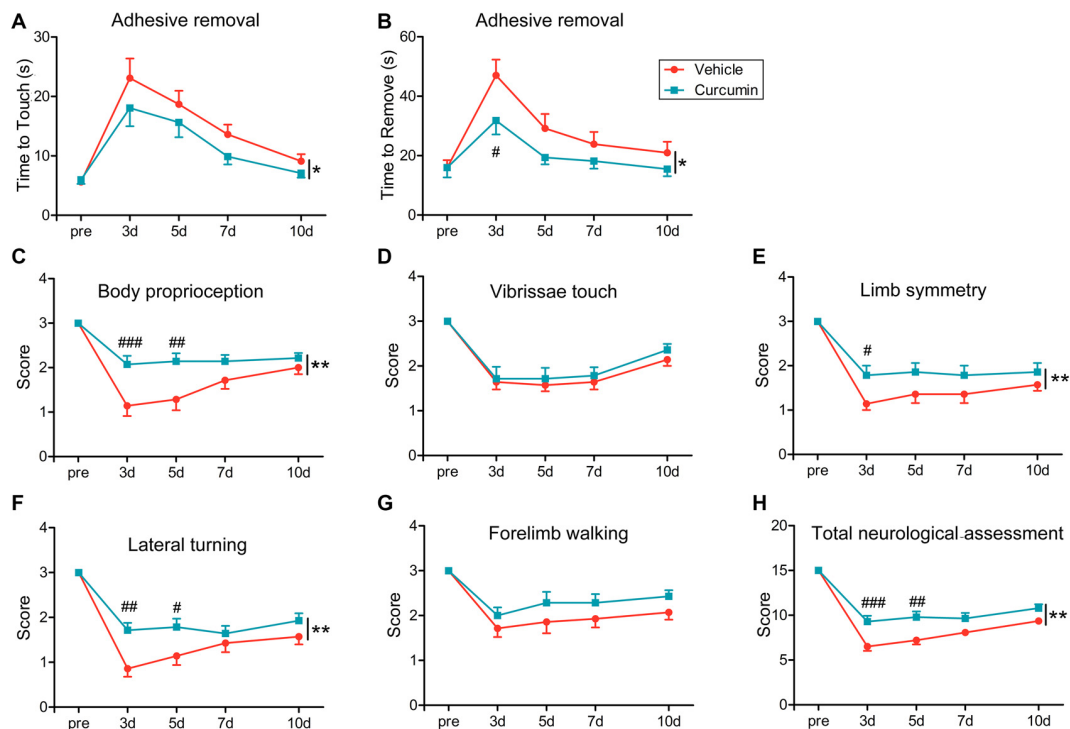 A
Adhesive removal
Time to Touch (s)
30
20
10
0
pre 3d 5d 7d 10d
*
B
Adhesive removal
Time to Remove (s)
60
40
20
0
pre 3d 5d 7d 10d
#
*
Vehicle
Curcumin
C
Body proprioception
Score
4
3
2
1
0
pre 3d 5d 7d 10d
### ##
**
D
Vibrissae touch
Score
4
3
2
1
0
pre 3d 5d 7d 10d
E
Limb symmetry
Score
4
3
2
1
0
pre 3d 5d 7d 10d
#
**
F
Lateral turning
Score
4
3
2
1
0
pre 3d 5d 7d 10d
## #
**
G
Forelimb walking
Score
4
3
2
1
0
pre 3d 5d 7d 10d
H
Total neurological assessment
Score
20
15
10
5
0
pre 3d 5d 7d 10d
### ##
**